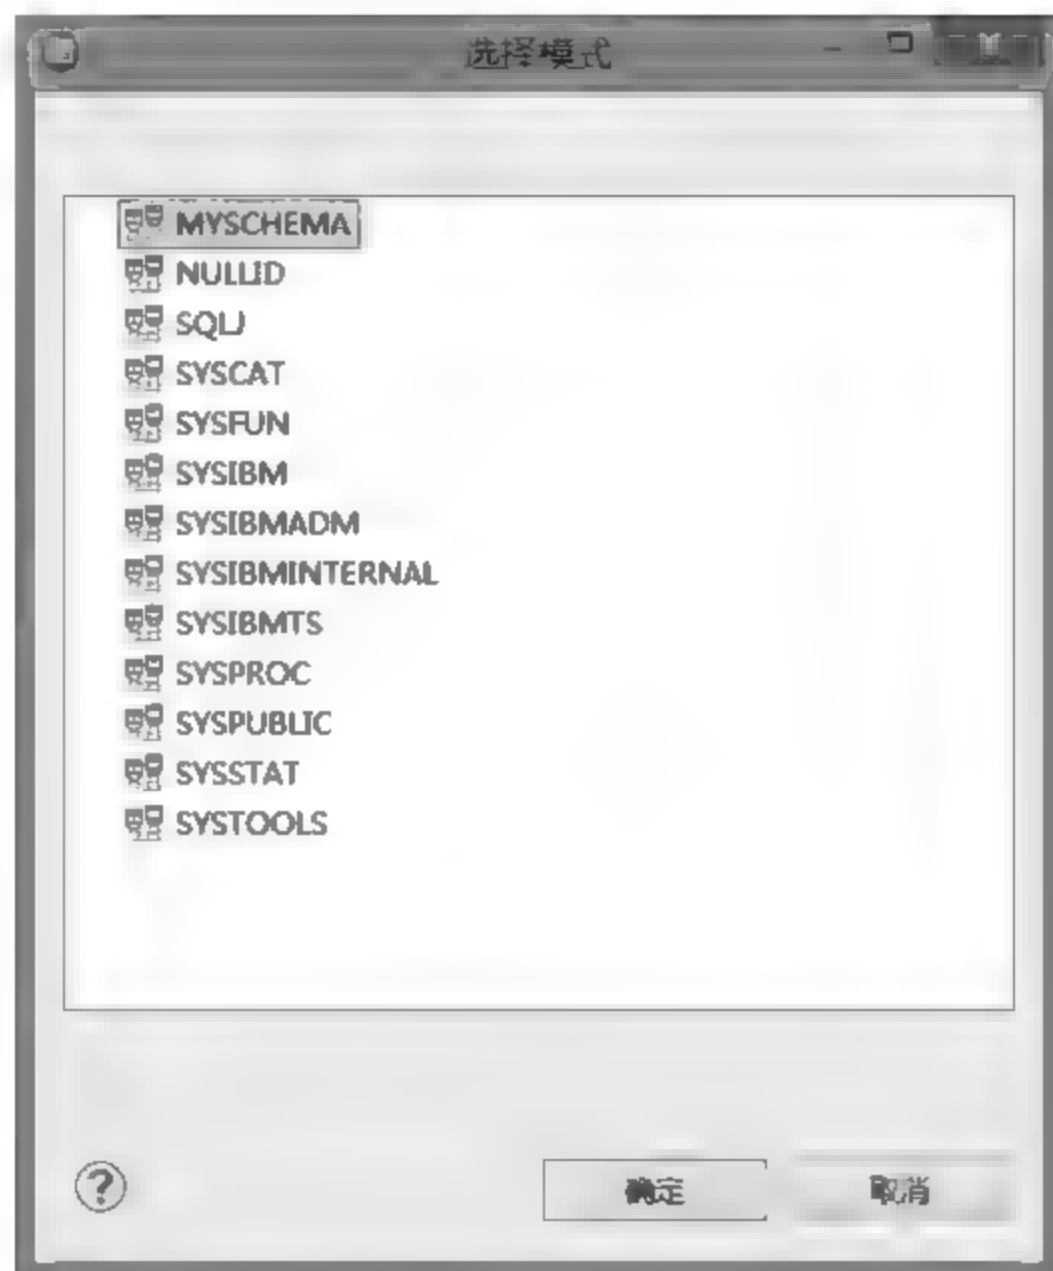 选择模式
MYSCHEMA
NULLID
SQLJ
SYSCAT
SYSFUN
SYSIBM
SYSIBMADM
SYSIBMINTERNAL
SYSIBMTS
SYSPROC
SYSPUBLIC
SYSSTAT
SYSTOOLS
?
确定
取消